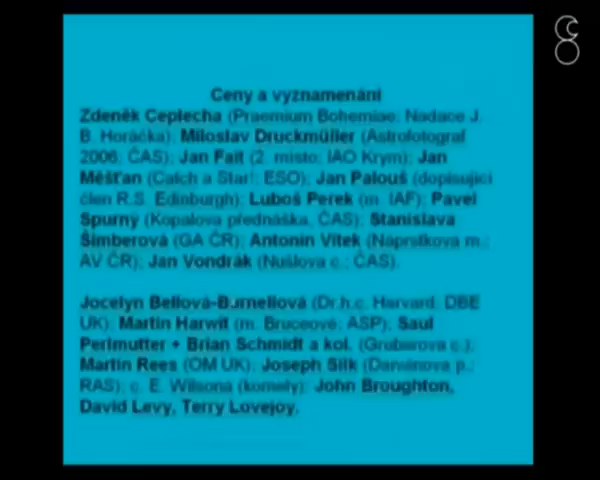 Ceny a vyznamenání
Zdeněk Ceplecha (Praemium Bohemiae; Nadace J.
B. Horáčka); Miloslav Druckmüller (Astrofotograf
2006; ČAS); Jan Fait (2. místo; IAO Krym); Jan
Měšťan (Catch a Star!; ESO); Jan Palouš (dopisující
člen R.S. Edinburgh); Luboš Perek (m. IAF); Pavel
Spurný (Kopalova přednáška, ČAS); Stanislava
Šimberová (GA ČR); Antonín Vítek (Náprstkova m.;
AV ČR); Jan Vondrák (Nušlova c.; ČAS).
Jocelyn Bellová-Burnellová (Dr.h.c. Harvard; DBE
UK); Martin Harwit (m. Bruceové; ASP); Saul
Perlmutter + Brian Schmidt a kol. (Gruberova c.);
Martin Rees (OM UK); Joseph Silk (Darwinova p.;
RAS); c. E. Wilsona (komety): John Broughton,
David Levy, Terry Lovejoy.